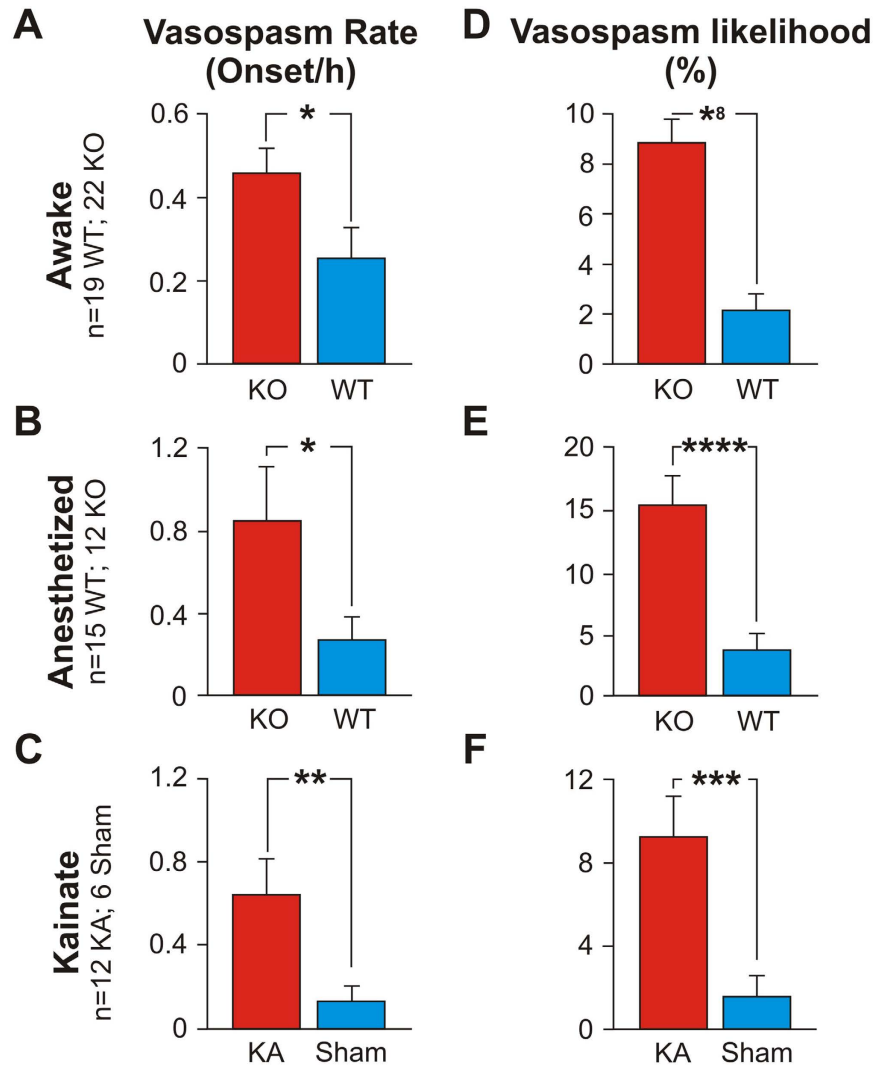 A
Vasospasm Rate
(Onset/h)
D
Vasospasm likelihood
(%)
Awake
n=19 WT; 22 KO
0.6
0.4
0.2
0
*
KO WT
10
8
6
4
2
0
*8
KO WT
B
Anesthetized
n=15 WT; 12 KO
1.2
0.8
0.4
0
*
KO WT
E
20
15
10
5
0
****
KO WT
C
Kainate
n=12 KA; 6 Sham
1.2
0.8
0.4
0
**
KA Sham
F
12
8
4
0
***
KA Sham